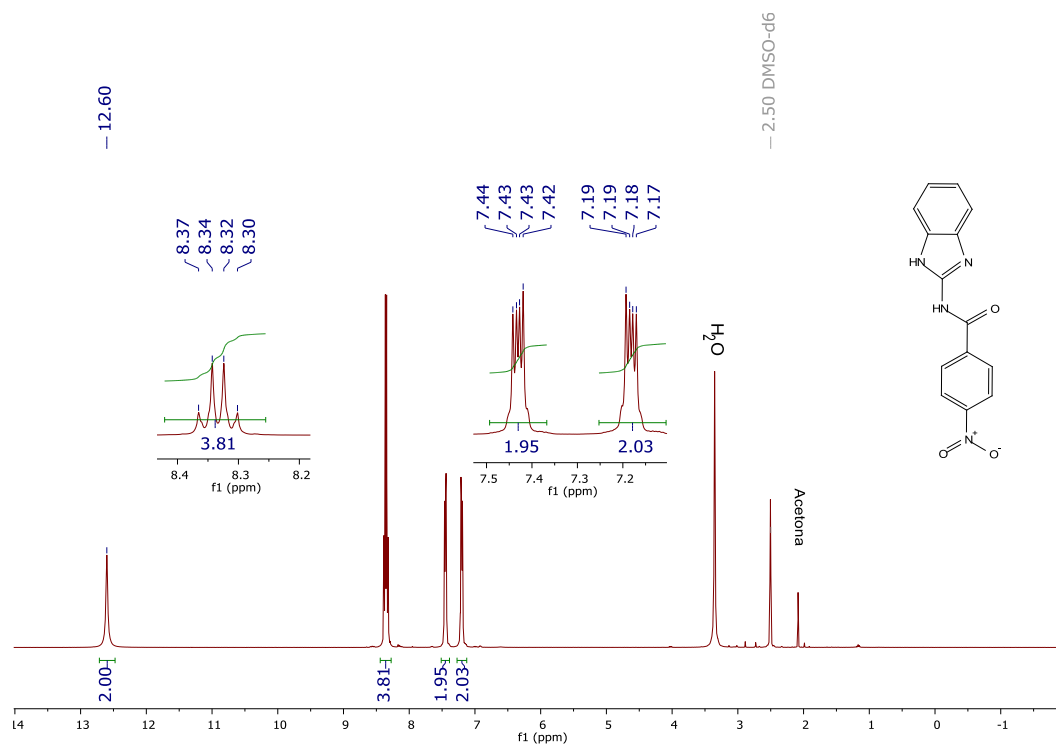 12.60
2.50 DMSO-d6
8.37
8.34
8.32
8.30
7.44
7.43
7.43
7.42
7.19
7.19
7.18
7.17
3.81
8.4 8.3 8.2
f1 (ppm)
1.95 2.03
7.5 7.4 7.3 7.2
f1 (ppm)
H₂O
Acetona
HN N
HN O
N⁺
O O⁻
2.00
3.81
1.95
2.03
14 13 12 11 10 9 8 7 6 5 4 3 2 1 0 -1
f1 (ppm)